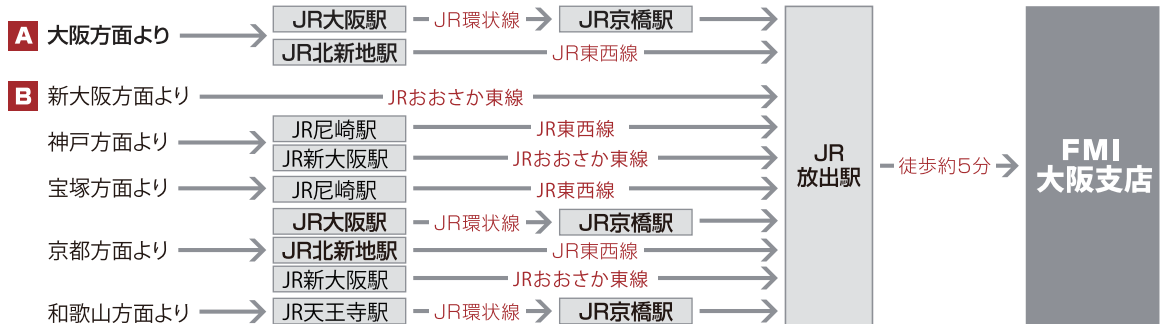 A 大阪方面より JR大阪駅 JR環状線 JR京橋駅
JR北新地駅 JR東西線
B 新大阪方面より JRおおさか東線
神戸方面より JR尼崎駅 JR東西線
JR新大阪駅 JRおおさか東線
宝塚方面より JR尼崎駅 JR東西線
JR大阪駅 JR環状線 JR京橋駅
京都方面より JR北新地駅 JR東西線
JR新大阪駅 JRおおさか東線
和歌山方面より JR天王寺駅 JR環状線 JR京橋駅
JR
放出駅
徒歩約5分
FMI
大阪支店